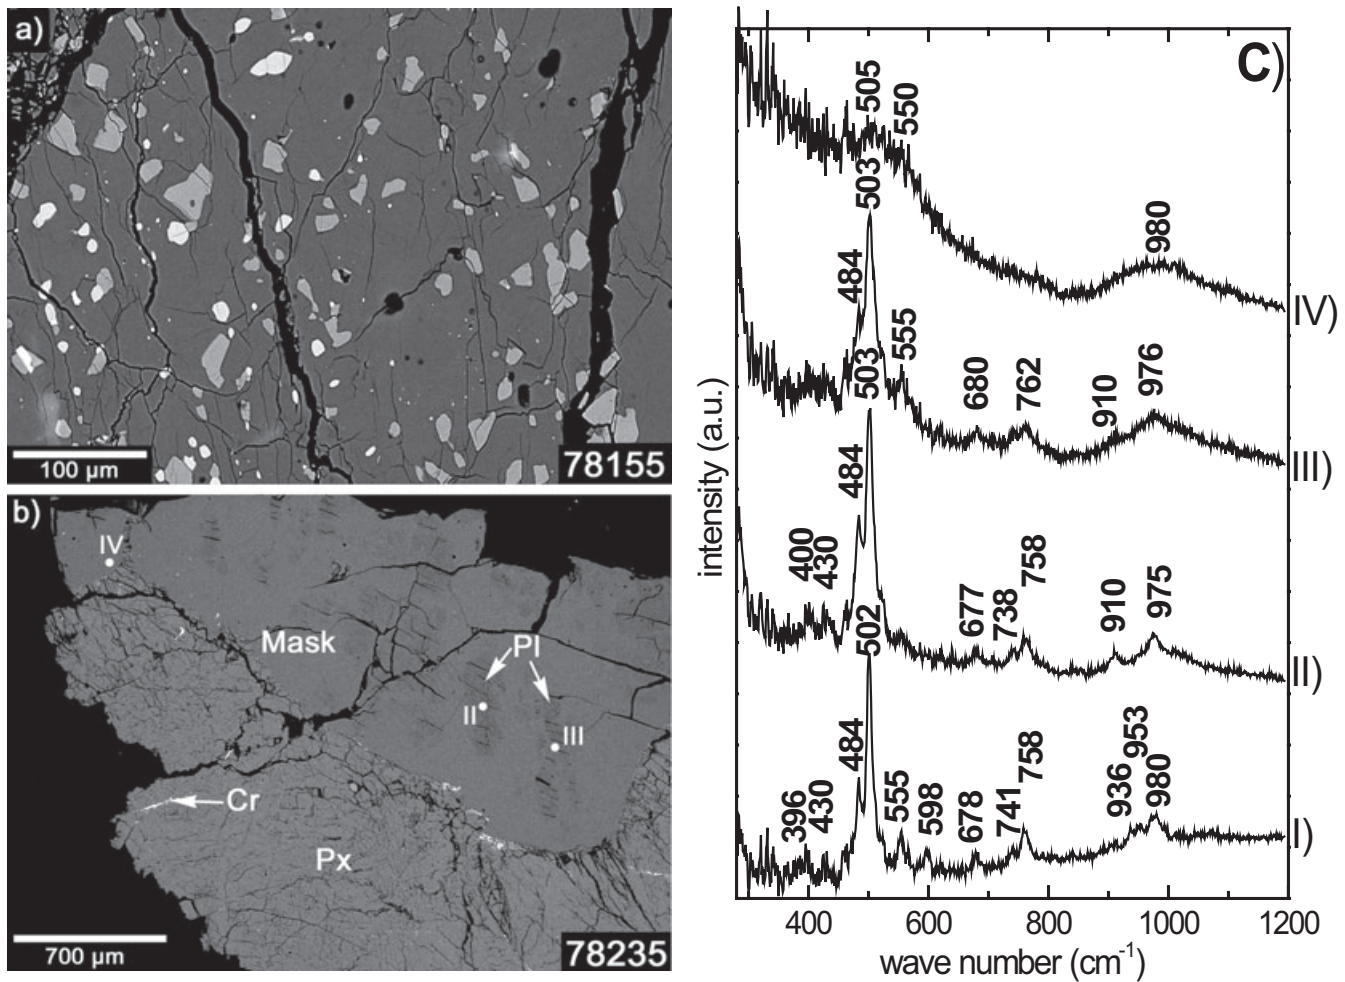 a)
100 µm
78155
b)
IV
Mask
Pl
II
III
Cr
Px
700 µm
78235
C)
505
550
503
980
IV)
484
555
503
680
762
910
976
III)
484
400
430
502
677
738
758
910
975
II)
396
430
484
555
598
678
741
758
936
953
980
I)
intensity (a.u.)
400 600 800 1000 1200
wave number (cm⁻¹)